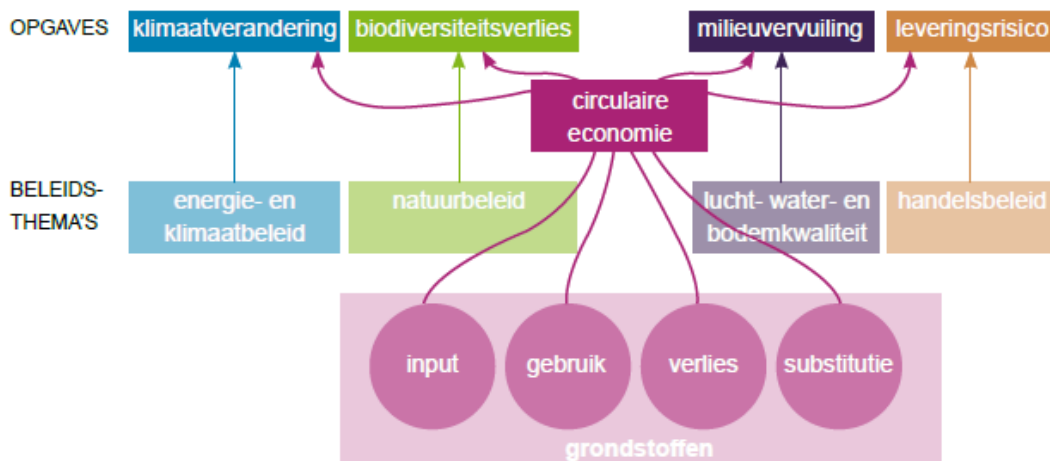 OPGAVES
klimaatverandering
biodiversiteitsverlies
milieuvervuiling
leveringsrisico
circulaire
economie
BELEIDS-
THEMA'S
energie- en
klimaatbeleid
natuurbeleid
lucht- water- en
bodemkwaliteit
handelsbeleid
input
gebruik
verlies
substitutie
grondstoffen